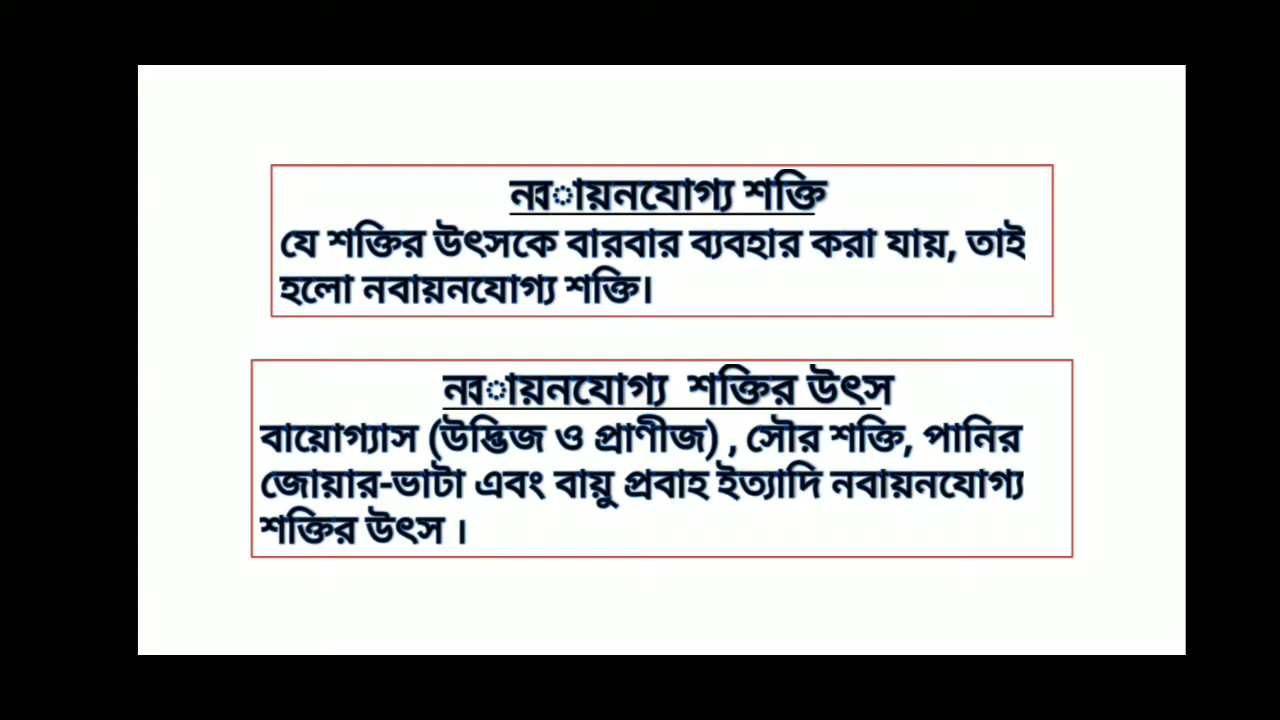 নবায়নযোগ্য শক্তি
যে শক্তির উৎসকে বারবার ব্যবহার করা যায়, তাই
হলো নবায়নযোগ্য শক্তি।
নবায়নযোগ্য শক্তির উৎস
বায়োগ্যাস (উদ্ভিজ ও প্রাণীজ) , সৌর শক্তি, পানির
জোয়ার-ভাটা এবং বায়ু প্রবাহ ইত্যাদি নবায়নযোগ্য
শক্তির উৎস ।